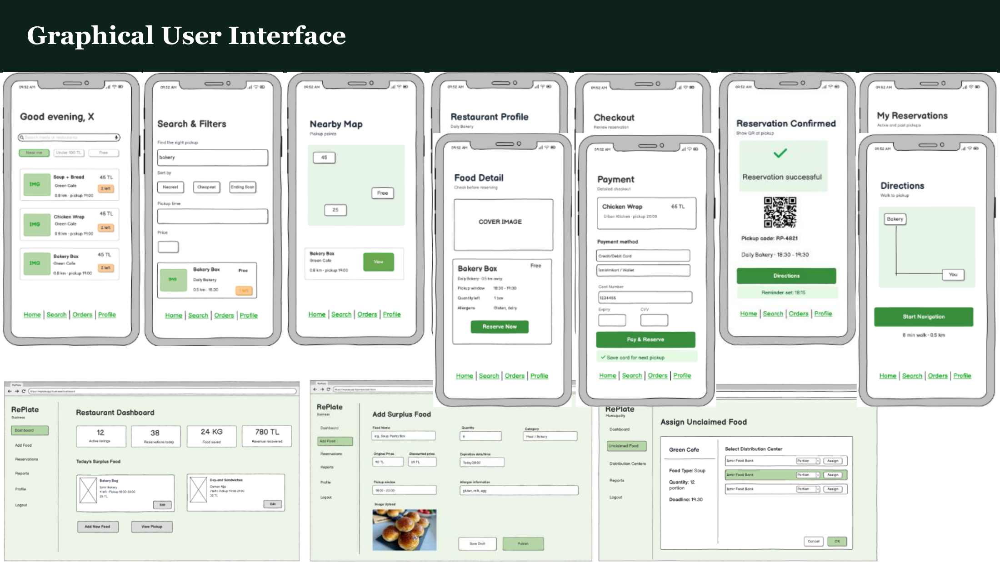 Graphical User Interface
09:52 AM
Good evening, X
Search meals or restaurants
Near me
Under 100 TL
Free
IMG
Soup + Bread
45 TL
Green Cafe
2 left
0.8 km · pickup 19:00
IMG
Chicken Wrap
45 TL
Green Cafe
2 left
0.8 km · pickup 19:00
IMG
Bakery Box
45 TL
Green Cafe
2 left
0.8 km · pickup 19:00
Home | Search | Orders | Profile
09:52 AM
Search & Filters
Find the right pickup
bakery
Sort by
Nearest
Cheapest
Ending Soon
Pickup time
Price
IMG
Bakery Box
Free
Daily Bakery
0.5 km . 18.30
1 left
Home | Search | Orders | Profile
09:52 AM
Nearby Map
Pickup points
45
Free
25
Bakery Box
Green Cafe
0.8 km · pickup 19:00
View
Home | Search | Orders | Profile
09:52 AM
Restaurant Profile
Daily Bakery
09:52 AM
Food Detail
Check before reserving
COVER IMAGE
Bakery Box
Free
Daily Bakery · 0.5 km away
Pickup window 18:30 - 19:30
Quantity left 1 box
Allergens Gluten, dairy
Reserve Now
Home | Search | Orders | Profile
09:52 AM
Checkout
Review reservation
09:52 AM
Payment
Detailed checkout
Chicken Wrap 65 TL
Urban Kitchen · pickup 20:00
Payment method
Credit/Debit Card
Izmirimkart / Wallet
Card Number
1234455
Expiry
CVV
Pay & Reserve
Save card for next pickup
Home | Search | Orders | Profile
09:52 AM
Reservation Confirmed
Show QR at pickup
Reservation successful
Pickup code: RP-4821
Daily Bakery · 18:30 - 19:30
Directions
Reminder set: 18:15
Home | Search | Orders | Profile
09:52 AM
My Reservations
Active and past pickups
09:52 AM
Directions
Walk to pickup
Bakery
You
Start Navigation
8 min walk · 0.5 km
Home | Search | Orders | Profile
RePlate
https://replate.app/business/dashboard
RePlate
Business
Dashboard
Add Food
Reservations
Reports
Profile
Logout
Restaurant Dashboard
12
Active listings
38
Reservations today
24 KG
Food saved
780 TL
Revenue recovered
Today's Surplus Food
Bakery Bag
Izmir Bakery
4 left | Pickup 18:00-20:00
25 TL
Edit
Day-end Sandwiches
Osman Ağa
7 left | Pickup 19:00-21:00
35 TL
Edit
Add New Food
View Pickup
RePlate
RePlate
Business
Dashboard
Add Food
Reservations
Reports
Profile
Logout
Add Surplus Food
Food Name
e.g. Soup, Pastry Box
Quantity
8
Category
Meal / Bakery
Original Price
90 TL
Discounted price
25 TL
Expiration date/time
Today 20:00
Pickup window
18:00 - 20:00
Allergen information
gluten, milk, egg
Image Upload
Save Draft
Publish
RePlate
Municipality
Dashboard
Unclaimed Food
Distribution Centers
Reports
Logout
Assign Unclaimed Food
Green Cafe
Food Type: Soup
Quantity: 12
portion
Deadline: 19.30
Select Distribution Center
Izmir Food Bank Portion Assign
Izmir Food Bank Portion Assign
Izmir Food Bank Portion Assign
Cancel
OK